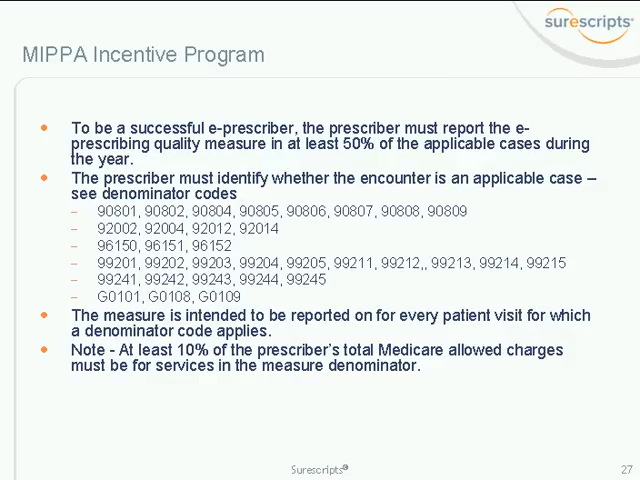 surescripts
MIPPA Incentive Program
• To be a successful e-prescriber, the prescriber must report the e-
prescribing quality measure in at least 50% of the applicable cases during
the year.
• The prescriber must identify whether the encounter is an applicable case –
see denominator codes
– 90801, 90802, 90804, 90805, 90806, 90807, 90808, 90809
– 92002, 92004, 92012, 92014
– 96150, 96151, 96152
– 99201, 99202, 99203, 99204, 99205, 99211, 99212,, 99213, 99214, 99215
– 99241, 99242, 99243, 99244, 99245
– G0101, G0108, G0109
• The measure is intended to be reported on for every patient visit for which
a denominator code applies.
• Note - At least 10% of the prescriber's total Medicare allowed charges
must be for services in the measure denominator.
Surescripts® 27